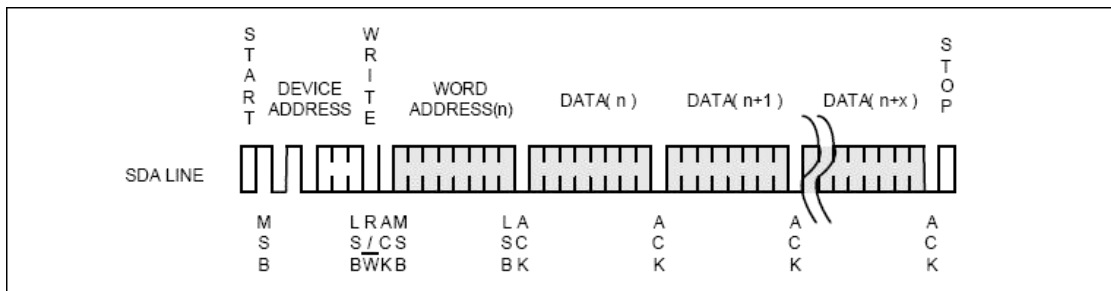 START
WRITE
STOP
DEVICE
ADDRESS
WORD
ADDRESS(n)
DATA( n )
DATA( n+1 )
DATA( n+x )
SDA LINE
MSB
LSB
R/W
ACK
MSB
LSB
ACK
ACK
ACK
ACK